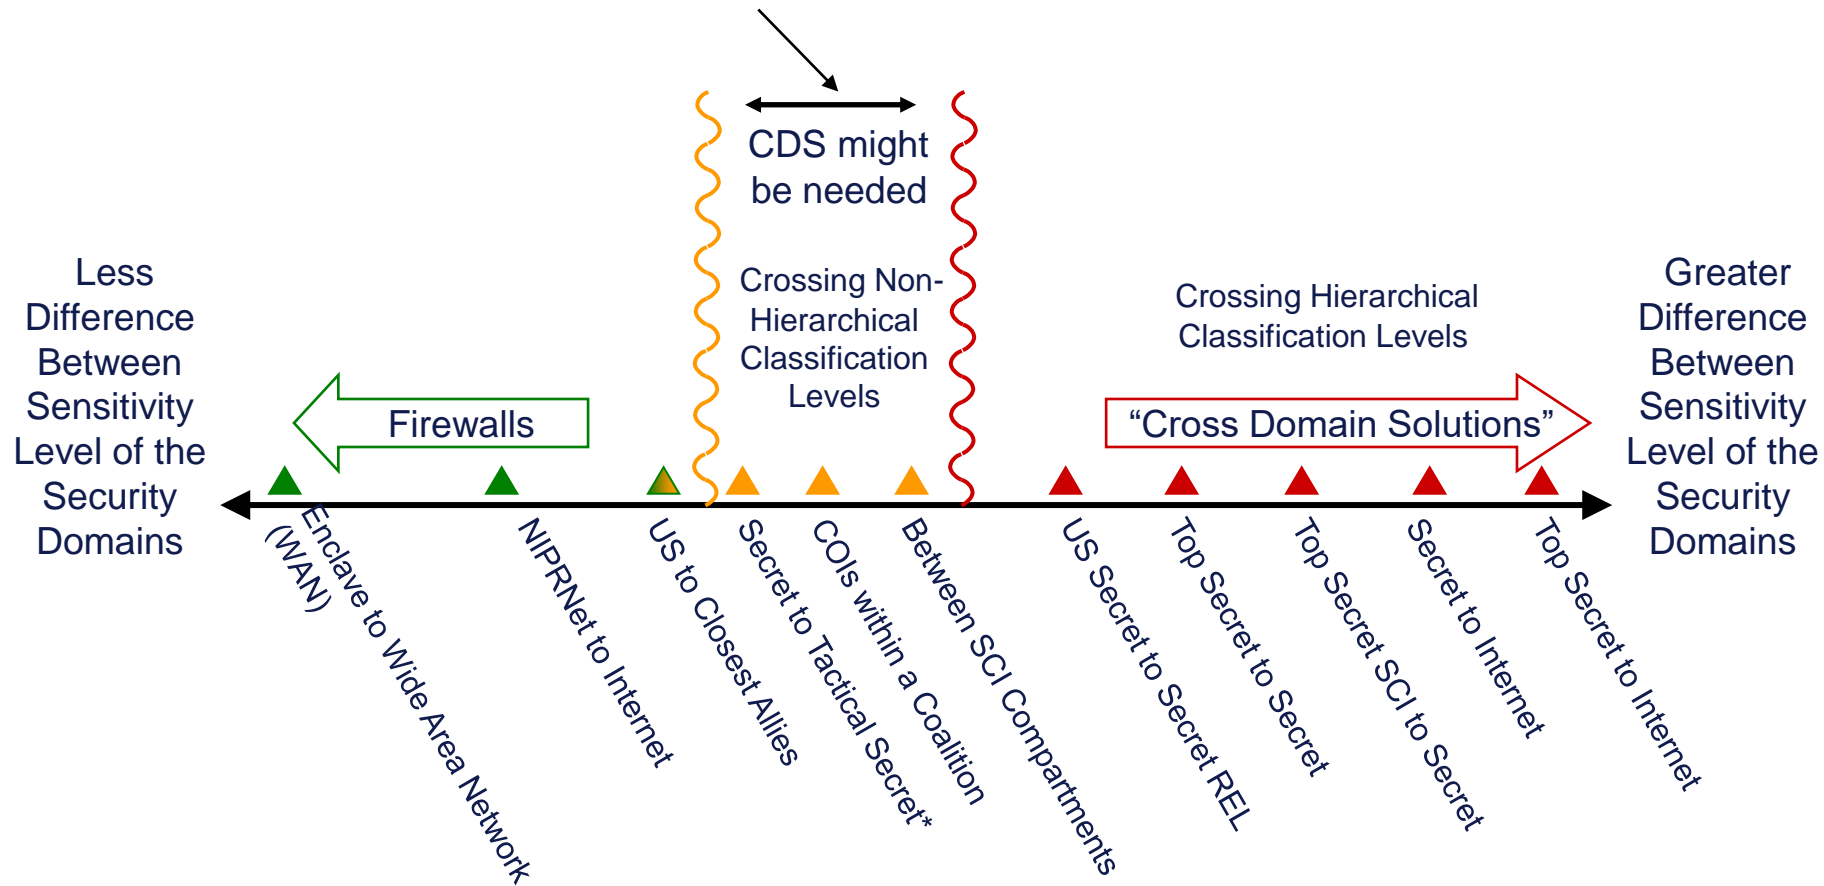 CDS might
be needed
Less
Difference
Between
Sensitivity
Level of the
Security
Domains
Crossing Non-
Hierarchical
Classification
Levels
Crossing Hierarchical
Classification Levels
Greater
Difference
Between
Sensitivity
Level of the
Security
Domains
Firewalls
“Cross Domain Solutions”
Enclave to Wide Area Network
(WAN)
NIPRNet to Internet
US to Closest Allies
Secret to Tactical Secret*
COIs within a Coalition
Between SCI Compartments
US Secret to Secret REL
Top Secret to Secret
Top Secret SCI to Secret
Secret to Internet
Top Secret to Internet